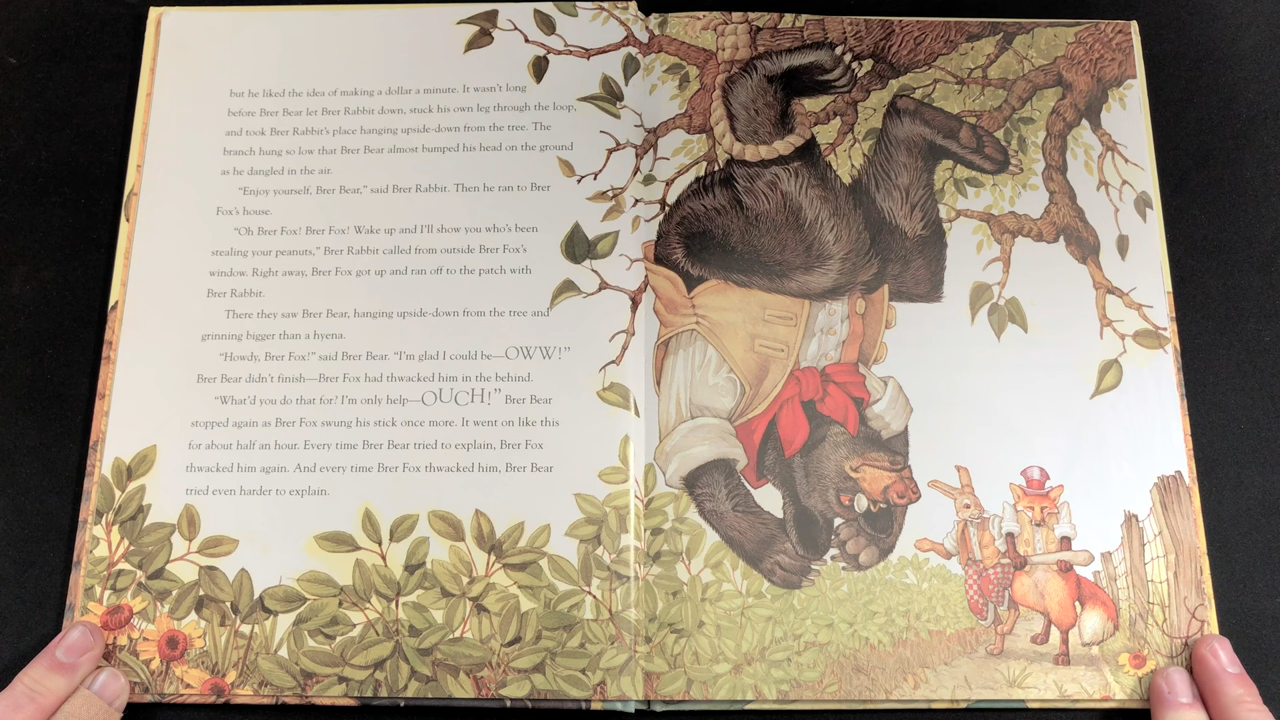 but he liked the idea of making a dollar a minute. It wasn't long
before Brer Bear let Brer Rabbit down, stuck his own leg through the loop,
and took Brer Rabbit's place hanging upside-down from the tree. The
branch hung so low that Brer Bear almost bumped his head on the ground
as he dangled in the air.
"Enjoy yourself, Brer Bear," said Brer Rabbit. Then he ran to Brer
Fox's house.
"Oh Brer Fox! Brer Fox! Wake up and I'll show you who's been
stealing your peanuts," Brer Rabbit called from outside Brer Fox's
window. Right away, Brer Fox got up and ran off to the patch with
Brer Rabbit.
There they saw Brer Bear, hanging upside-down from the tree and
grinning bigger than a hyena.
"Howdy, Brer Fox!" said Brer Bear. "I'm glad I could be—OWW!"
Brer Bear didn't finish—Brer Fox had thwacked him in the behind.
"What'd you do that for? I'm only help—OUCH!" Brer Bear
stopped again as Brer Fox swung his stick once more. It went on like this
for about half an hour. Every time Brer Bear tried to explain, Brer Fox
thwacked him again. And every time Brer Fox thwacked him, Brer Bear
tried even harder to explain.